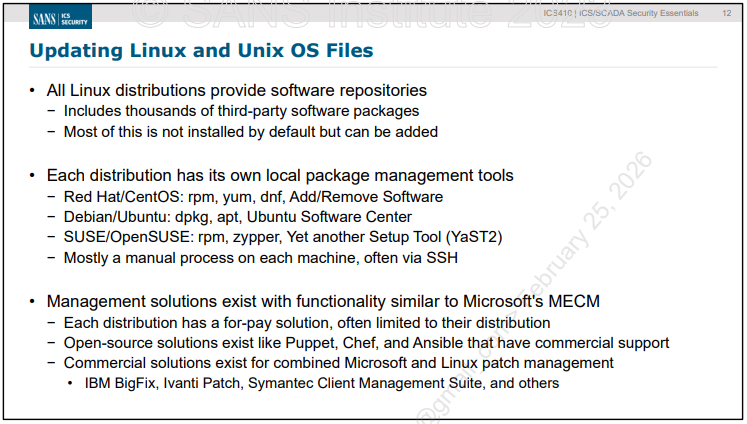 © SANS Institute 2026
SANS | ICS SECURITY
ICS410 | ICS/SCADA Security Essentials 12
Updating Linux and Unix OS Files
• All Linux distributions provide software repositories
− Includes thousands of third-party software packages
− Most of this is not installed by default but can be added
• Each distribution has its own local package management tools
− Red Hat/CentOS: rpm, yum, dnf, Add/Remove Software
− Debian/Ubuntu: dpkg, apt, Ubuntu Software Center
− SUSE/OpenSUSE: rpm, zypper, Yet another Setup Tool (YaST2)
− Mostly a manual process on each machine, often via SSH
• Management solutions exist with functionality similar to Microsoft's MECM
− Each distribution has a for-pay solution, often limited to their distribution
− Open-source solutions exist like Puppet, Chef, and Ansible that have commercial support
− Commercial solutions exist for combined Microsoft and Linux patch management
• IBM BigFix, Ivanti Patch, Symantec Client Management Suite, and others
February 25, 2026